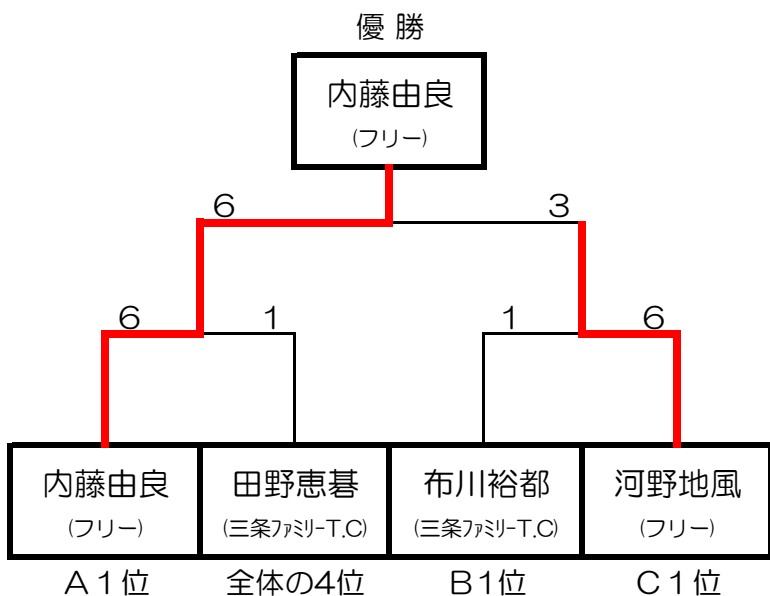 優 勝
内藤由良
(フリー)
6 3
6 1 1 6
内藤由良 田野恵碁 布川裕都 河野地風
(フリー) (三条ﾌｧﾐﾘｰT.C) (三条ﾌｧﾐﾘｰT.C) (フリー)
A１位 全体の4位 B1位 C１位